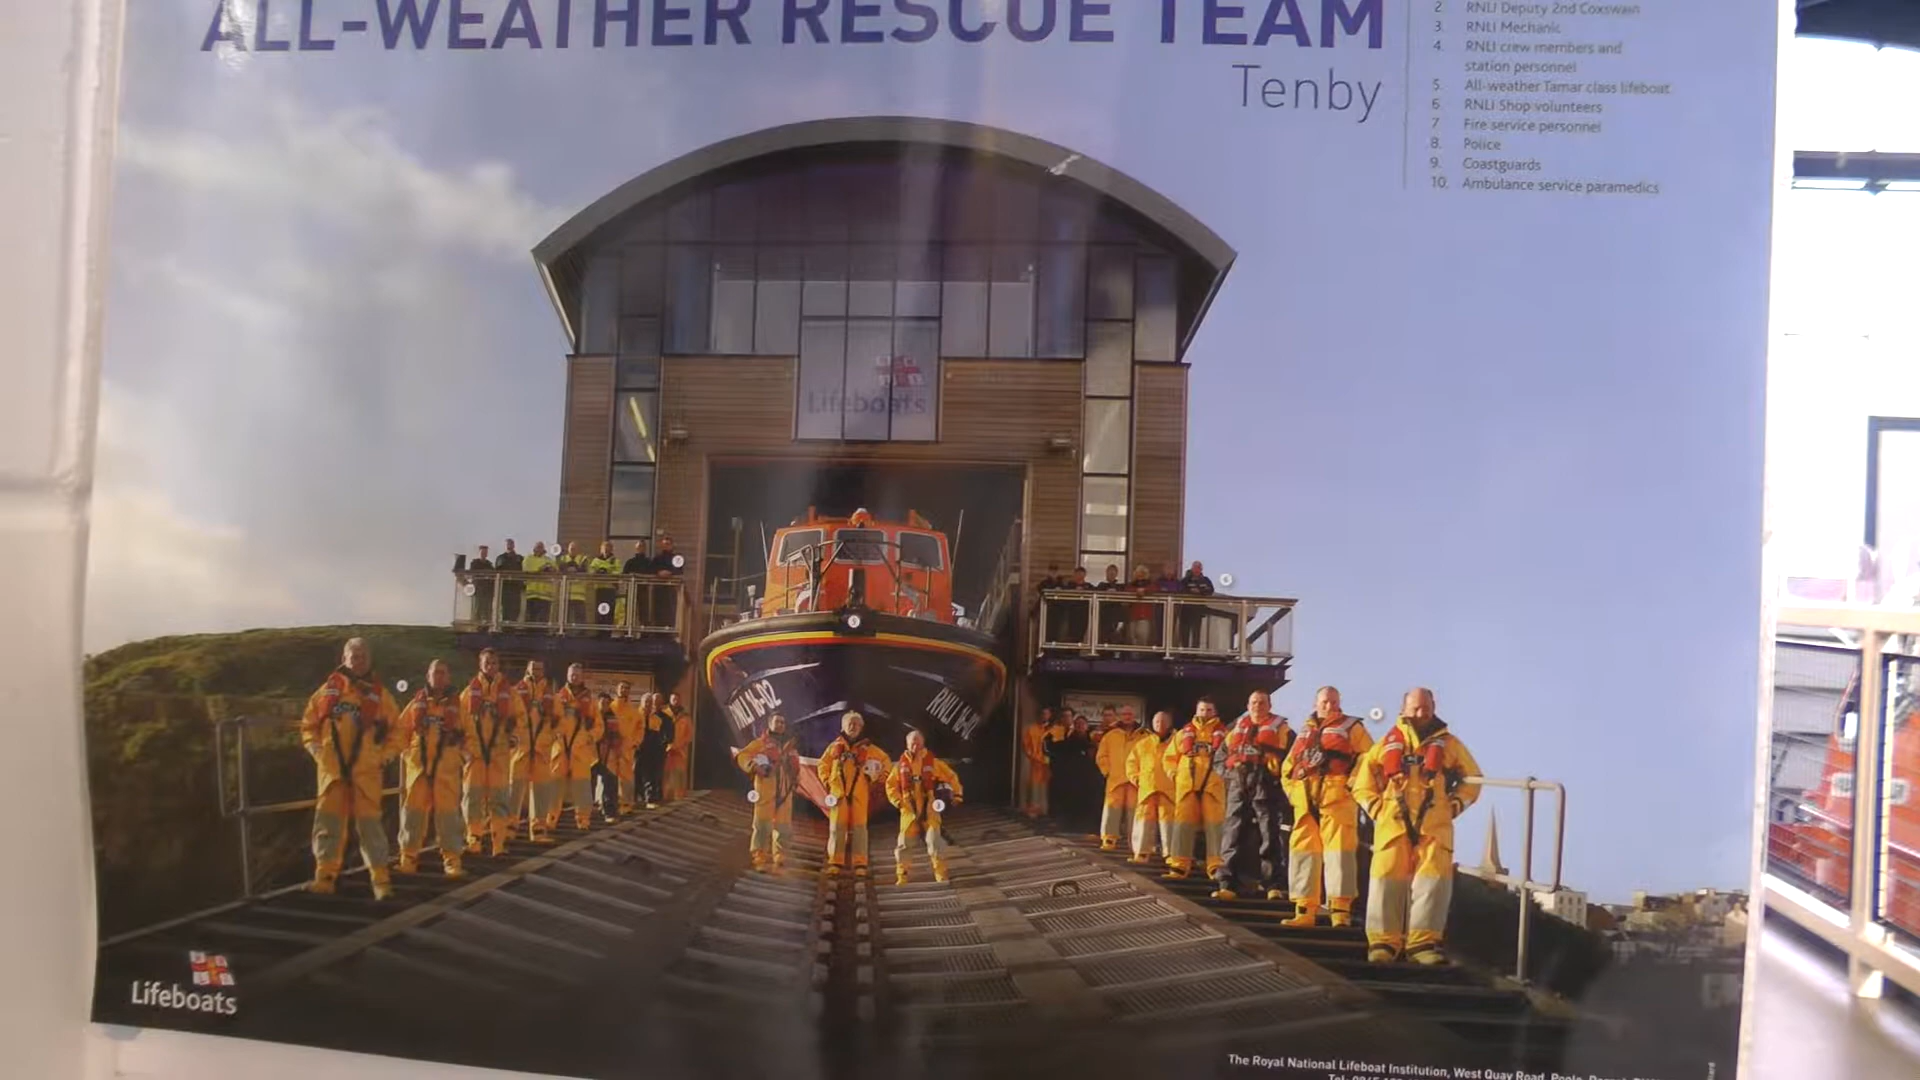 ALL-WEATHER RESCUE TEAM
Tenby
2. RNLI Deputy 2nd Coxswain
3. RNLI Mechanic
4. RNLI crew members and
station personnel
5. All-weather Tamar class lifeboat
6 RNLI Shop volunteers
7 Fire service personnel
8. Police
9. Coastguards
10. Ambulance service paramedics
Lifeboats
RNLI 16-02
RNLI 16-02
Lifeboats
The Royal National Lifeboat Institution, West Quay Road, Poole,